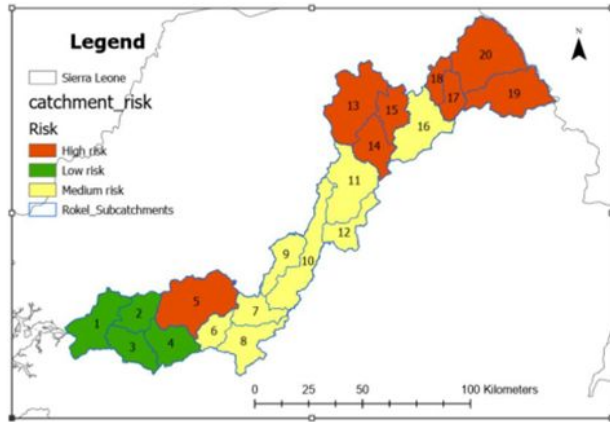 Legend
Sierra Leone
catchment_risk
Risk
High risk
Low risk
Medium risk
Rokel_Subcatchments
N
20
18
19
17
13
15
16
14
11
12
9
10
5
2
1
7
6
3
4
8
0 25 50 100 Kilometers